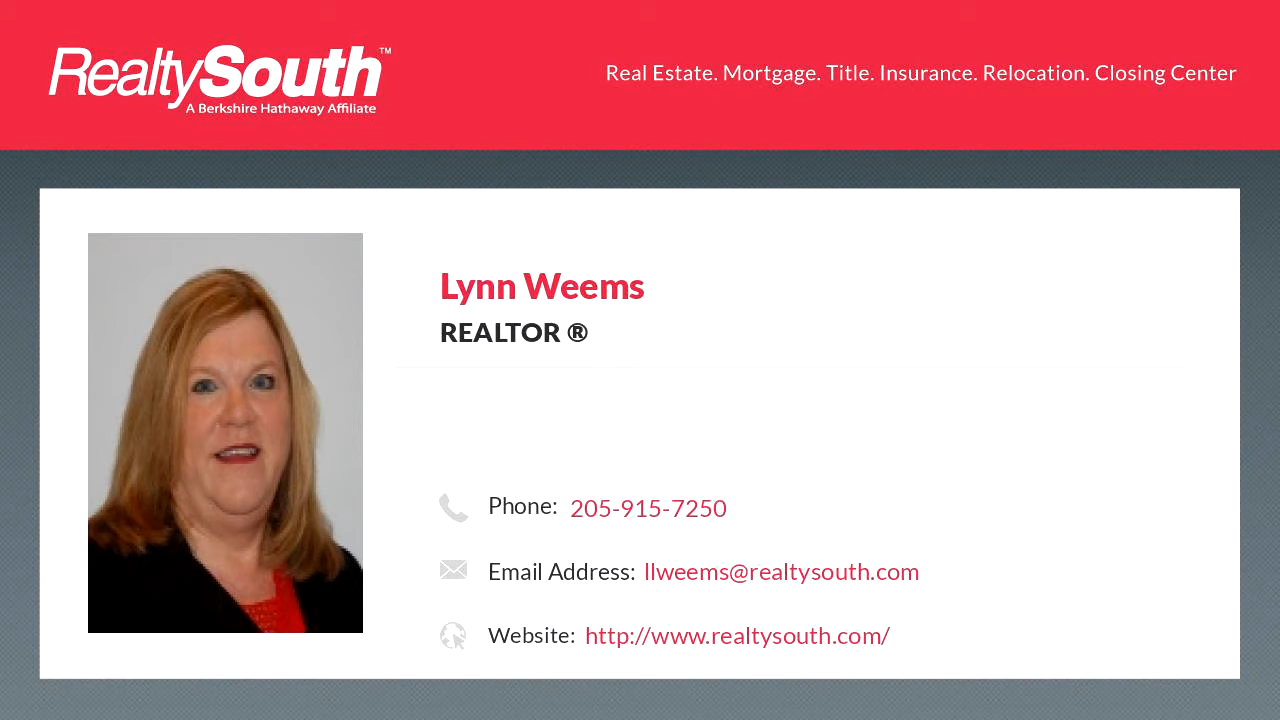 RealtySouth™
A Berkshire Hathaway Affiliate
Real Estate. Mortgage. Title. Insurance. Relocation. Closing Center
Lynn Weems
REALTOR ®
Phone: 205-915-7250
Email Address: llweems@realtysouth.com
Website: http://www.realtysouth.com/